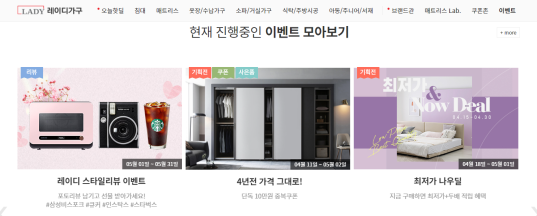 LADY 레이디가구
오늘핫딜 침대 매트리스 옷장/수납가구 소파/거실가구 식탁/주방시공 아동/주니어/서재 브랜드관 매트리스 Lab. 쿠폰존 이벤트
현재 진행중인 이벤트 모아보기
+ more
리뷰
05월 01일 ~ 05월 31일
레이디 스타일리뷰 이벤트
포토리뷰 남기고 선물 받아가세요!
#삼성비스포크 #큐커 #인스탁스 #스타벅스
기획전 쿠폰 사은품
04월 11일 ~ 05월 02일
4년전 가격 그대로!
단독 10만원 중복쿠폰
기획전
최저가
& Now Deal
04월 18일 ~ 05월 01일
최저가 나우딜
지금 구매하면 최저가+두배 적립 혜택